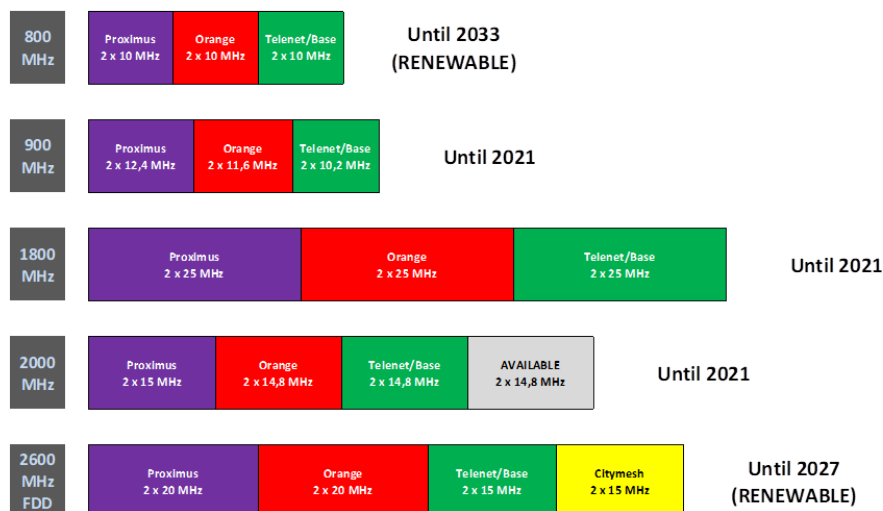 800
MHz
Proximus
2 x 10 MHz
Orange
2 x 10 MHz
Telenet/Base
2 x 10 MHz
Until 2033
(RENEWABLE)
900
MHz
Proximus
2 x 12,4 MHz
Orange
2 x 11,6 MHz
Telenet/Base
2 x 10,2 MHz
Until 2021
1800
MHz
Proximus
2 x 25 MHz
Orange
2 x 25 MHz
Telenet/Base
2 x 25 MHz
Until 2021
2000
MHz
Proximus
2 x 15 MHz
Orange
2 x 14,8 MHz
Telenet/Base
2 x 14,8 MHz
AVAILABLE
2 x 14,8 MHz
Until 2021
2600
MHz
FDD
Proximus
2 x 20 MHz
Orange
2 x 20 MHz
Telenet/Base
2 x 15 MHz
Citymesh
2 x 15 MHz
Until 2027
(RENEWABLE)